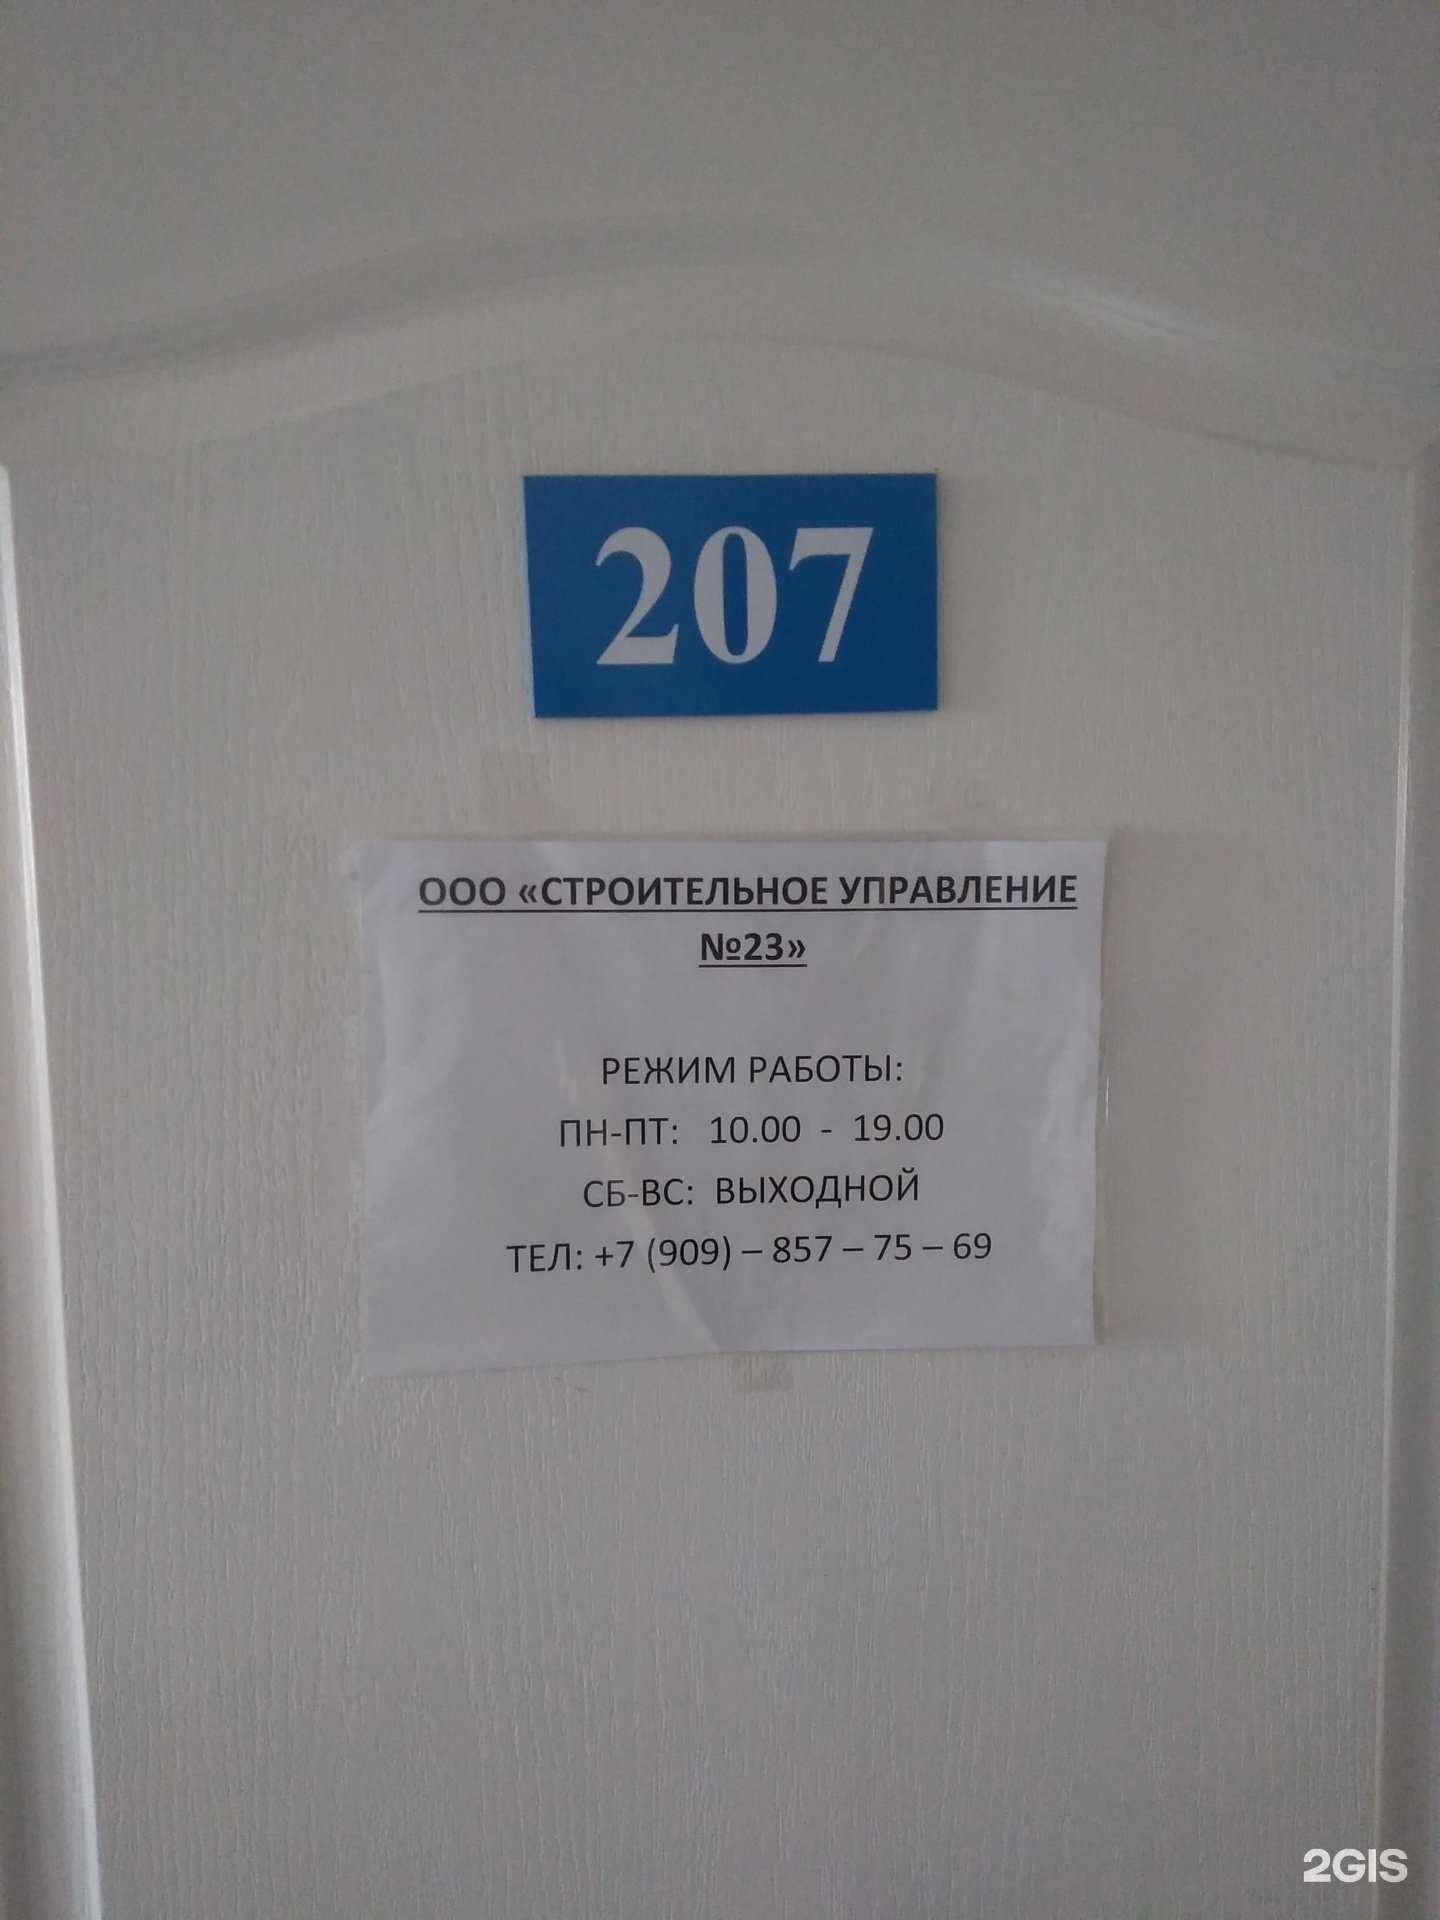 207
ООО «СТРОИТЕЛЬНОЕ УПРАВЛЕНИЕ
№23»
РЕЖИМ РАБОТЫ:
ПН-ПТ: 10.00 - 19.00
СБ-ВС: ВЫХОДНОЙ
ТЕЛ: +7 (909) – 857 – 75 – 69
2GIS